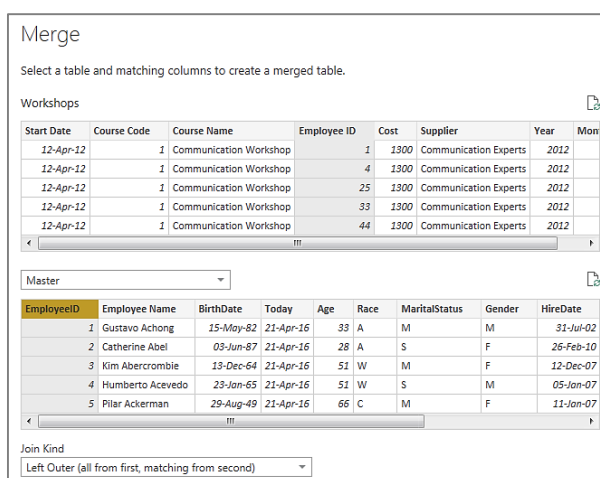 Merge
Select a table and matching columns to create a merged table.
Workshops
Start Date Course Code Course Name Employee ID Cost Supplier Year Mon
12-Apr-12 1 Communication Workshop 1 1300 Communication Experts 2012
12-Apr-12 1 Communication Workshop 4 1300 Communication Experts 2012
12-Apr-12 1 Communication Workshop 25 1300 Communication Experts 2012
12-Apr-12 1 Communication Workshop 33 1300 Communication Experts 2012
12-Apr-12 1 Communication Workshop 44 1300 Communication Experts 2012
Master
EmployeeID Employee Name BirthDate Today Age Race MaritalStatus Gender HireDate
1 Gustavo Achong 15-May-82 21-Apr-16 33 A M M 31-Jul-02
2 Catherine Abel 03-Jun-87 21-Apr-16 28 A S F 26-Feb-10
3 Kim Abercrombie 13-Dec-64 21-Apr-16 51 W M F 12-Dec-07
4 Humberto Acevedo 23-Jan-65 21-Apr-16 51 W S M 05-Jan-07
5 Pilar Ackerman 29-Aug-49 21-Apr-16 66 C M F 11-Jan-07
Join Kind
Left Outer (all from first, matching from second)